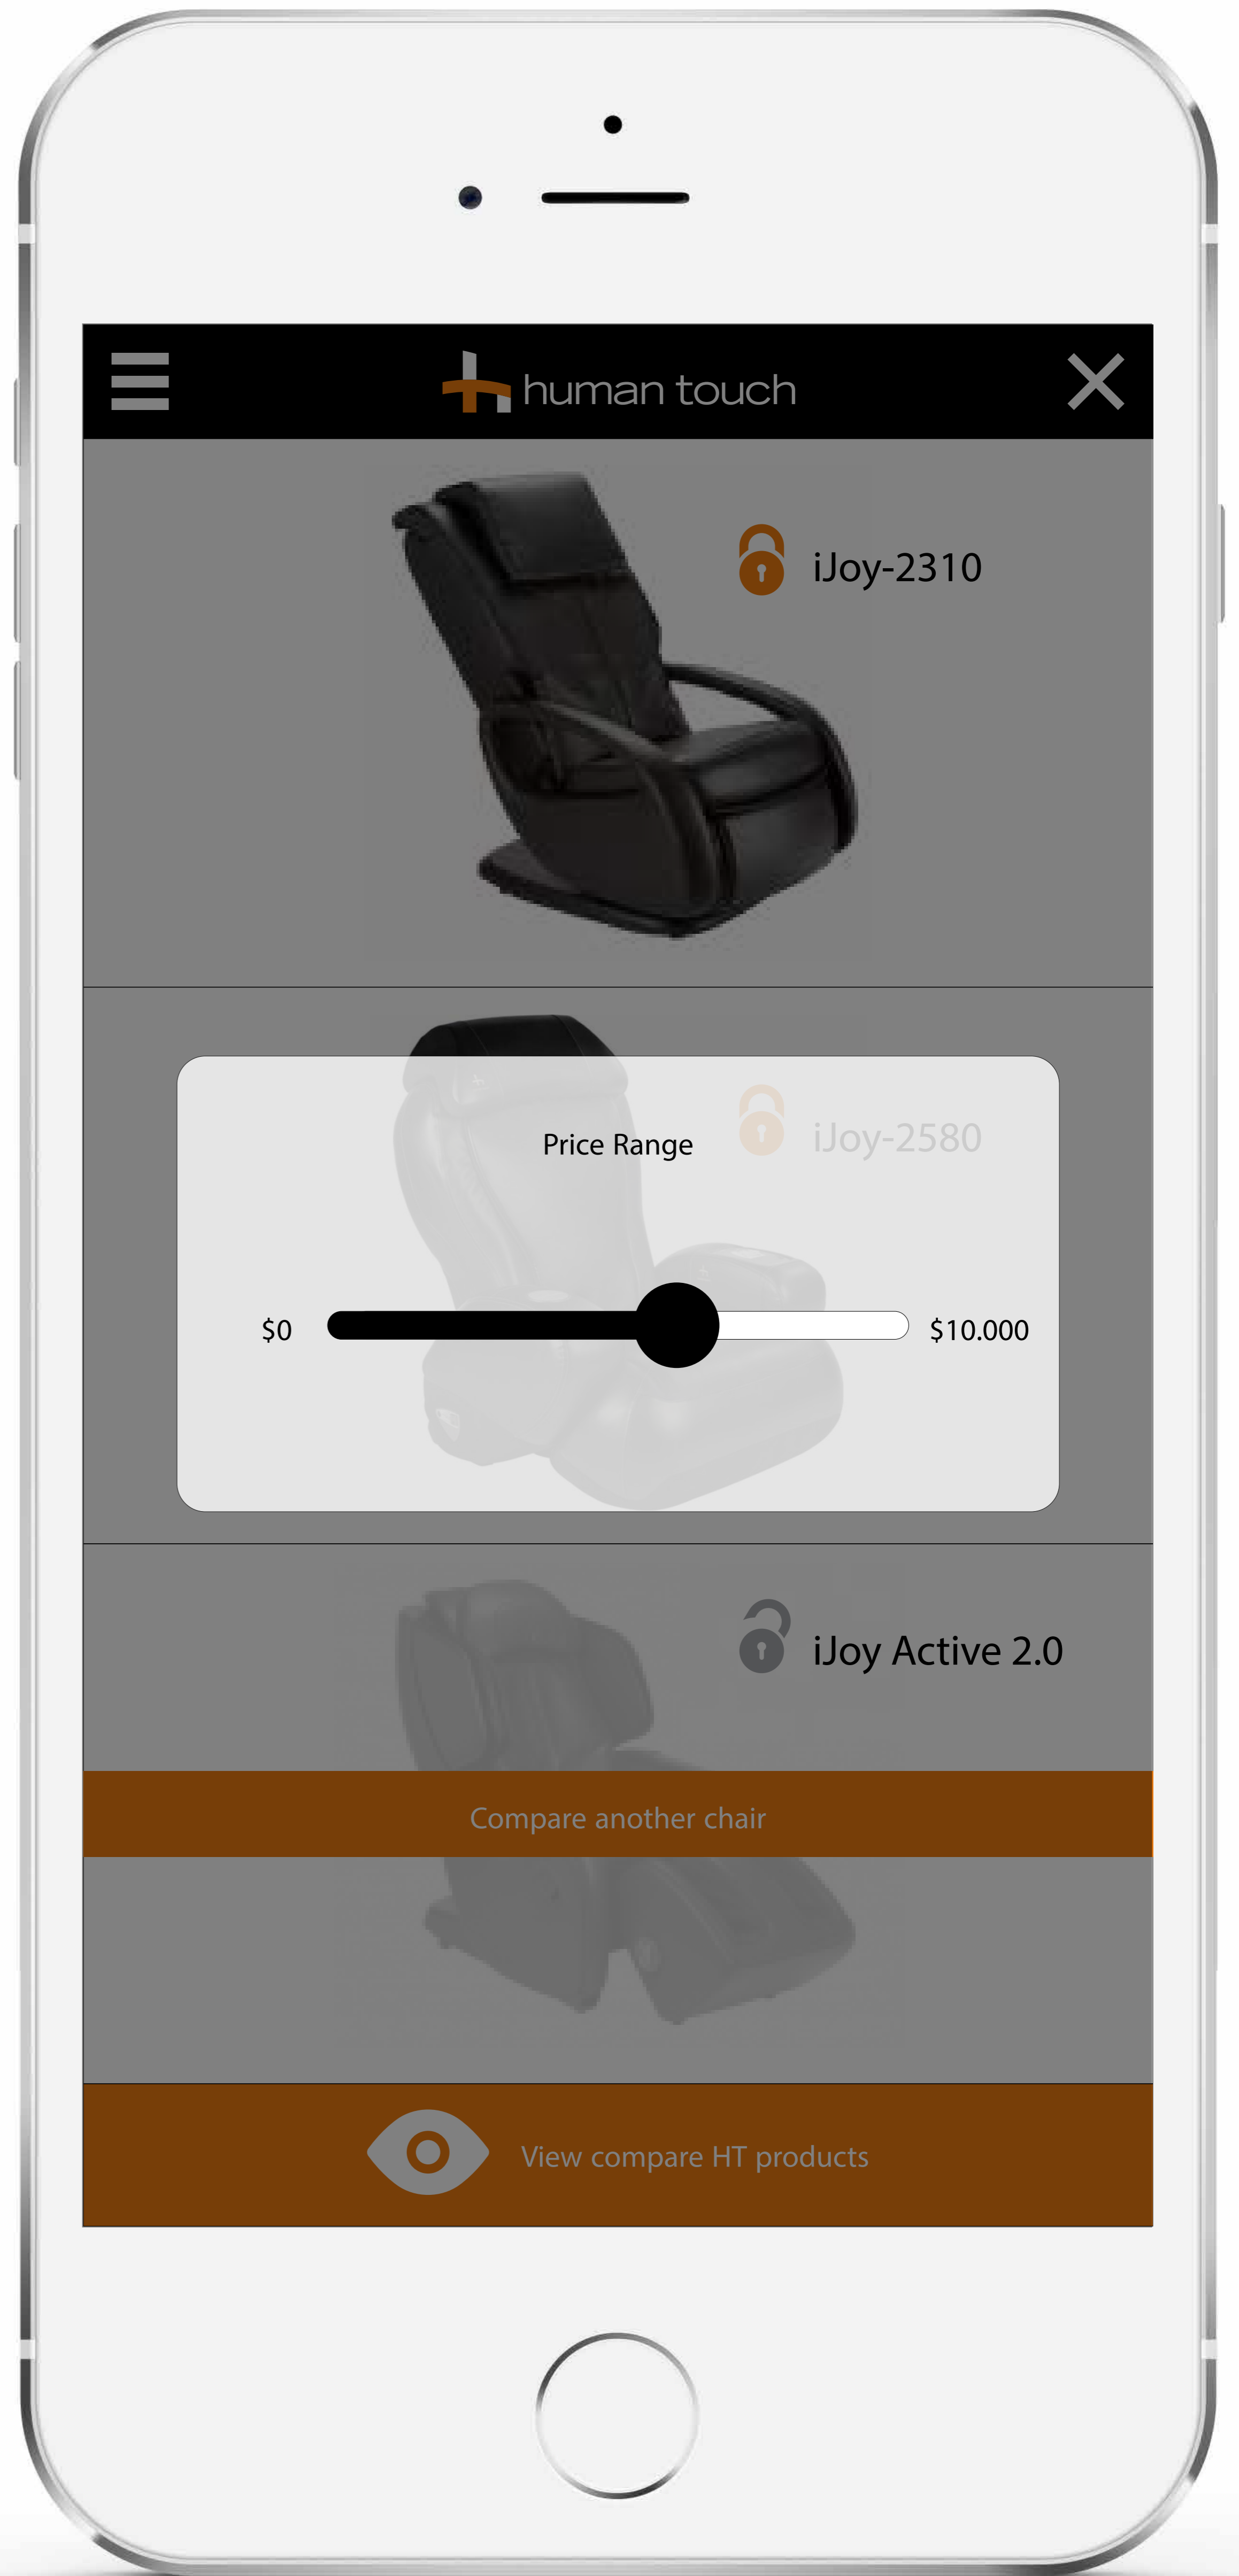 human touch
iJoy-2310
iJoy-2580
Price Range
$0
$10.000
iJoy Active 2.0
Compare another chair
View compare HT products